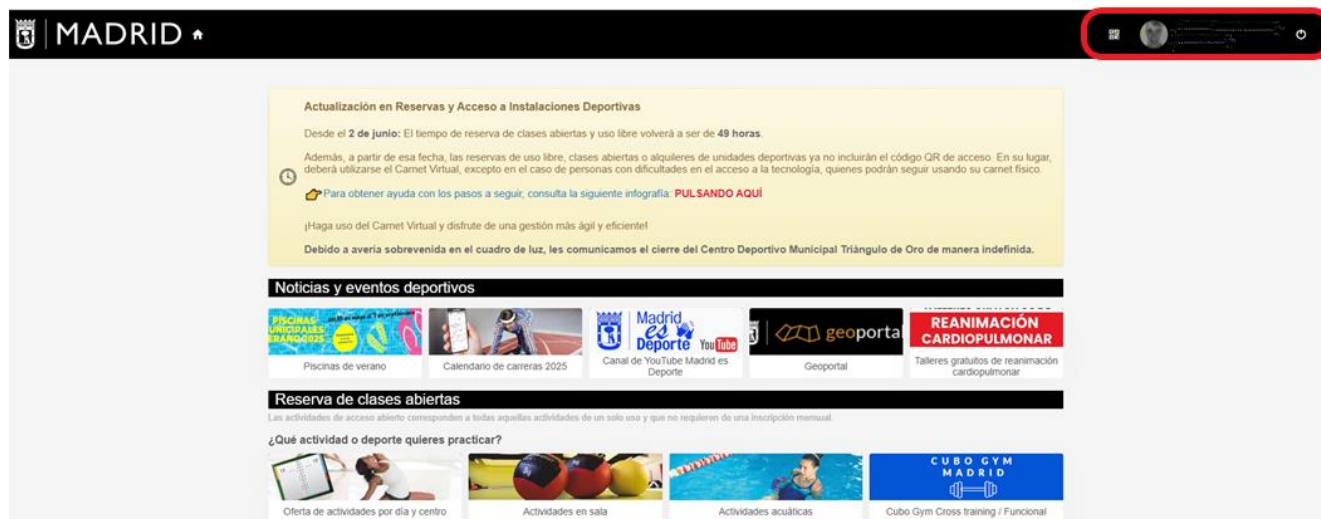 MADRID
Actualización en Reservas y Acceso a Instalaciones Deportivas
Desde el 2 de junio: El tiempo de reserva de clases abiertas y uso libre volverá a ser de 49 horas.
Además, a partir de esa fecha, las reservas de uso libre, clases abiertas o alquileres de unidades deportivas ya no incluirán el código QR de acceso. En su lugar,
deberá utilizarse el Carnet Virtual, excepto en el caso de personas con dificultades en el acceso a la tecnología, quienes podrán seguir usando su carnet físico.
Para obtener ayuda con los pasos a seguir, consulta la siguiente infografía: PULSANDO AQUÍ
¡Haga uso del Carnet Virtual y disfrute de una gestión más ágil y eficiente!
Debido a avería sobrevenida en el cuadro de luz, les comunicamos el cierre del Centro Deportivo Municipal Triángulo de Oro de manera indefinida.
Noticias y eventos deportivos
Madrid
es
Deporte YouTube
geoportal
REANIMACIÓN
CARDIOPULMONAR
Piscinas de verano
Calendario de carreras 2025
Canal de YouTube Madrid es
Deporte
Geoportal
Talleres gratuitos de reanimación
cardiopulmonar
Reserva de clases abiertas
Las actividades de acceso abierto corresponden a todas aquellas actividades de un solo uso y que no requieren de una inscripción mensual.
¿Qué actividad o deporte quieres practicar?
CUBO GYM
MADRID
Oferta de actividades por día y centro
Actividades en sala
Actividades acuáticas
Cubo Gym Cross training / Funcional